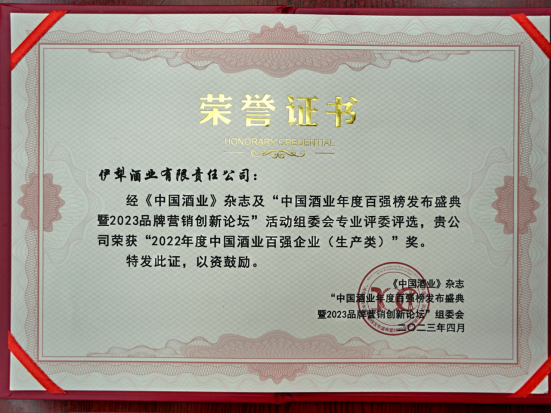 荣誉证书
HONORARY CREDENTIAL
伊犁酒业有限责任公司：
经《中国酒业》杂志及“中国酒业年度百强榜发布盛典
暨2023品牌营销创新论坛”活动组委会专业评委评选，贵公
司荣获“2022年度中国酒业百强企业（生产类）”奖。
特发此证，以资鼓励。
《中国酒业》杂志
“中国酒业年度百强榜发布盛典
暨2023品牌营销创新论坛”组委会
二〇二三年四月